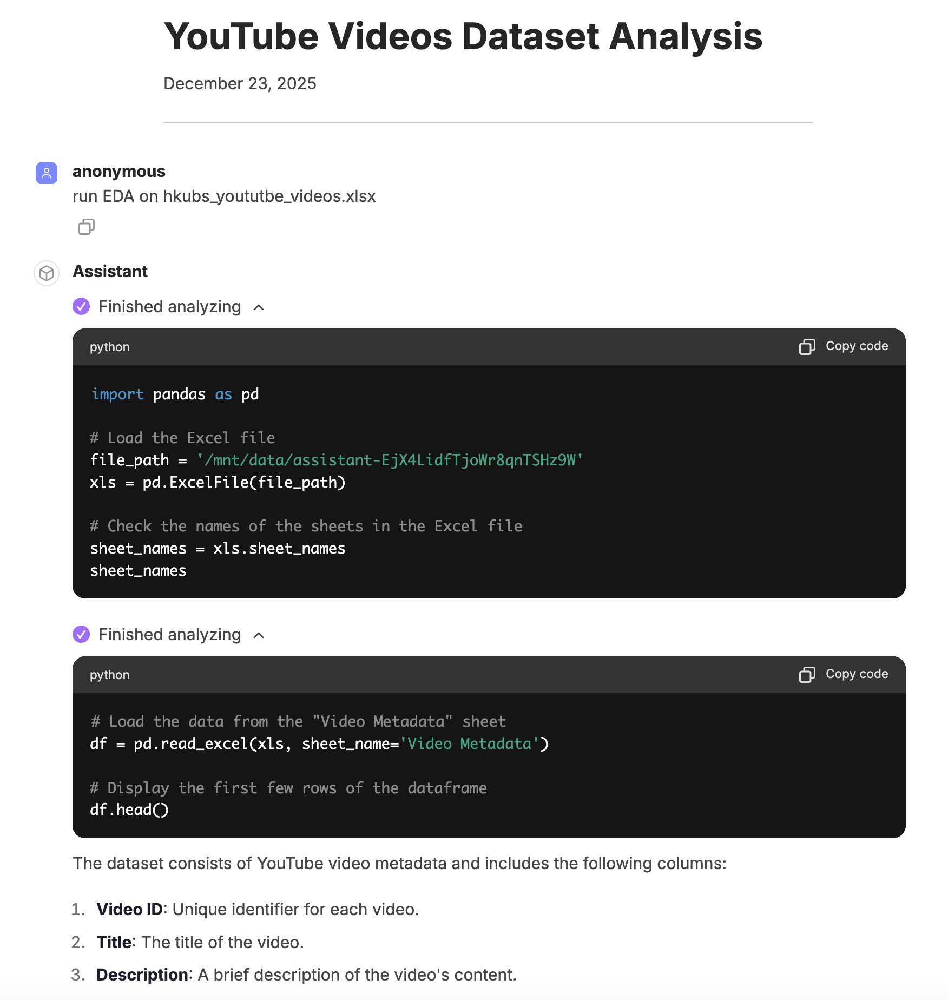 YouTube Videos Dataset Analysis
December 23, 2025
anonymous
run EDA on hkubs_yoututbe_videos.xlsx
Assistant
Finished analyzing
python
Copy code
import pandas as pd
# Load the Excel file
file_path = '/mnt/data/assistant-EjX4LidfTjoWr8qnTSHz9W'
xls = pd.ExcelFile(file_path)
# Check the names of the sheets in the Excel file
sheet_names = xls.sheet_names
sheet_names
Finished analyzing
python
Copy code
# Load the data from the "Video Metadata" sheet
df = pd.read_excel(xls, sheet_name='Video Metadata')
# Display the first few rows of the dataframe
df.head()
The dataset consists of YouTube video metadata and includes the following columns:
1. Video ID: Unique identifier for each video.
2. Title: The title of the video.
3. Description: A brief description of the video's content.